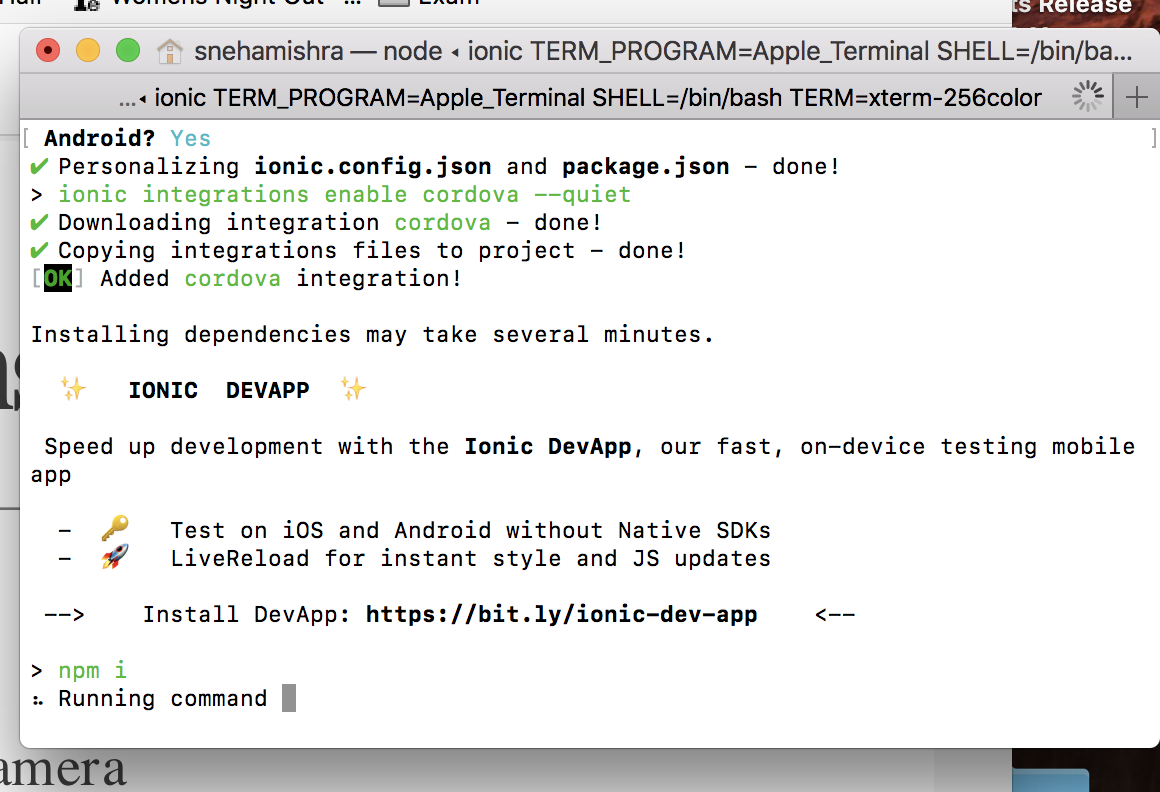 Womens Night Out ... Exam
ts Release
snehamishra — node ◂ ionic TERM_PROGRAM=Apple_Terminal SHELL=/bin/ba...
...◂ ionic TERM_PROGRAM=Apple_Terminal SHELL=/bin/bash TERM=xterm-256color +
[ Android? Yes ]
✔ Personalizing ionic.config.json and package.json – done!
> ionic integrations enable cordova --quiet
✔ Downloading integration cordova – done!
✔ Copying integrations files to project – done!
[OK] Added cordova integration!
Installing dependencies may take several minutes.
✨ IONIC DEVAPP ✨
Speed up development with the Ionic DevApp, our fast, on-device testing mobile
app
– 🔑 Test on iOS and Android without Native SDKs
– 🚀 LiveReload for instant style and JS updates
--> Install DevApp: https://bit.ly/ionic-dev-app <--
> npm i
⠦ Running command
amera